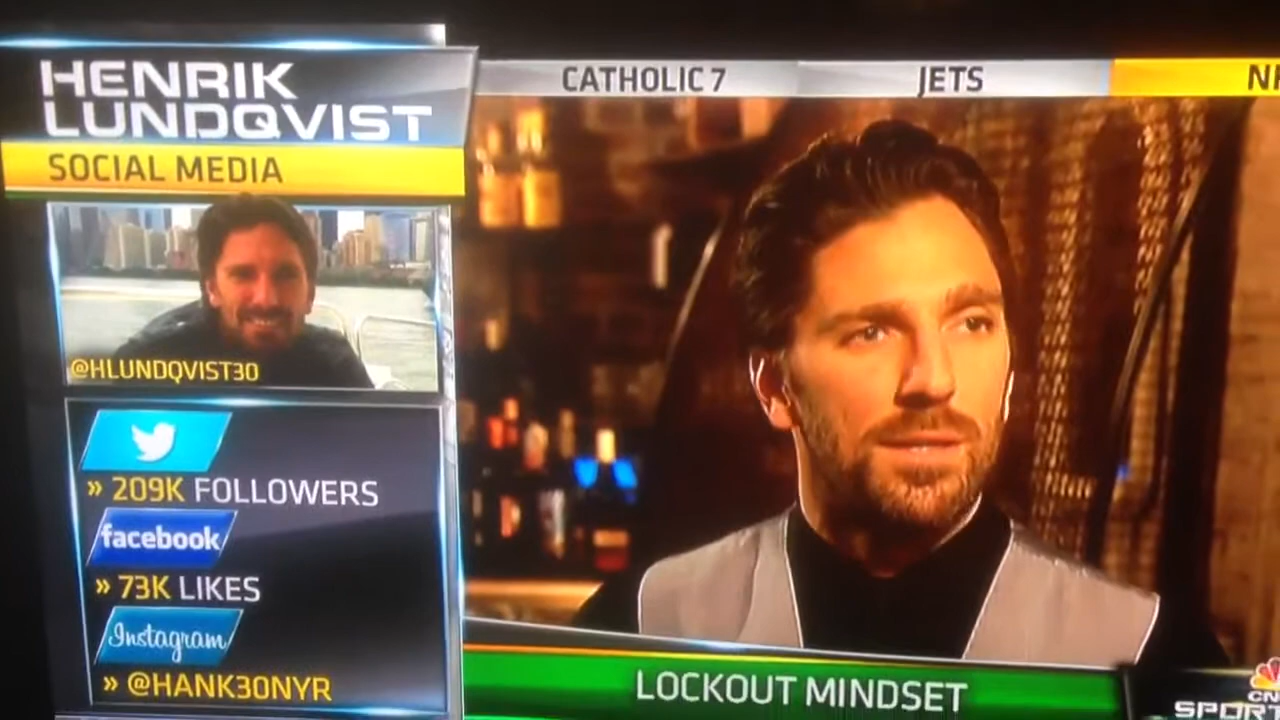 HENRIK
LUNDQVIST
SOCIAL MEDIA
@HLUNDQVIST30
» 209K FOLLOWERS
facebook
» 73K LIKES
Instagram
» @HANK30NYR
CATHOLIC 7
JETS
LOCKOUT MINDSET